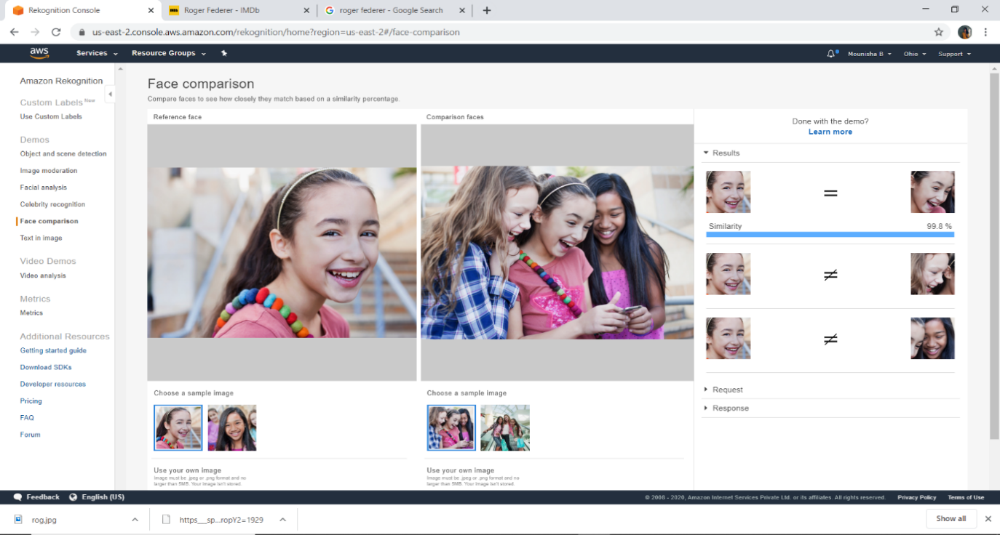 Rekognition Console
Roger Federer - IMDb
roger federer - Google Search
us-east-2.console.aws.amazon.com/rekognition/home?region=us-east-2#/face-comparison
aws
Services
Resource Groups
Mounisha B
Ohio
Support
Amazon Rekognition
Custom Labels New
Use Custom Labels
Demos
Object and scene detection
Image moderation
Facial analysis
Celebrity recognition
Face comparison
Text in image
Video Demos
Video analysis
Metrics
Metrics
Additional Resources
Getting started guide
Download SDKs
Developer resources
Pricing
FAQ
Forum
Face comparison
Compare faces to see how closely they match based on a similarity percentage.
Reference face
Choose a sample image
Use your own image
Image must be .jpeg or .png format and no
larger than 5MB. Your image isn't stored.
Comparison faces
Choose a sample image
Use your own image
Image must be .jpeg or .png format and no
larger than 5MB. Your image isn't stored.
Done with the demo?
Learn more
Results
=
Similarity 99.8 %
≠
≠
Request
Response
Feedback
English (US)
© 2008 - 2020, Amazon Internet Services Private Ltd. or its affiliates. All rights reserved.
Privacy Policy
Terms of Use
rog.jpg
https__sp...ropY2=1929
Show all